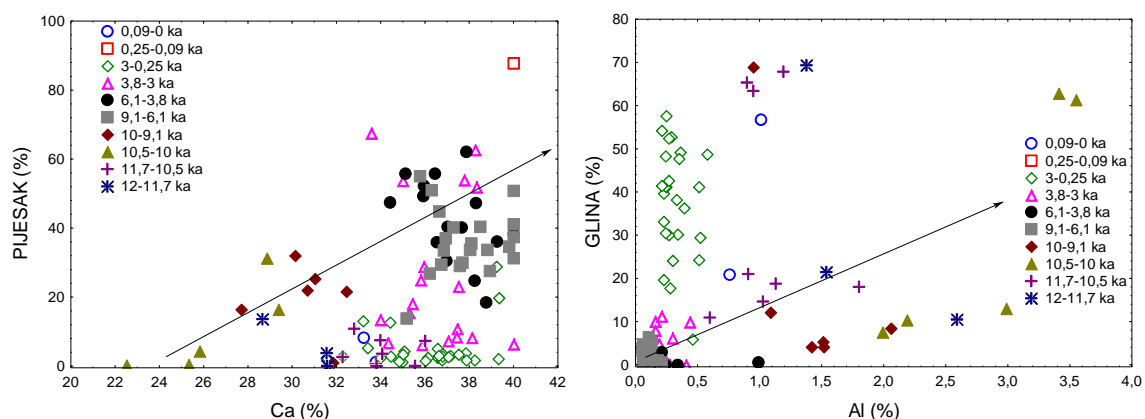 PIJESAK (%)
100
80
60
40
20
0
0,09-0 ka
0,25-0,09 ka
3-0,25 ka
3,8-3 ka
6,1-3,8 ka
9,1-6,1 ka
10-9,1 ka
10,5-10 ka
11,7-10,5 ka
12-11,7 ka
20 22 24 26 28 30 32 34 36 38 40 42
Ca (%)
GLINA (%)
80
70
60
50
40
30
20
10
0
0,09-0 ka
0,25-0,09 ka
3-0,25 ka
3,8-3 ka
6,1-3,8 ka
9,1-6,1 ka
10-9,1 ka
10,5-10 ka
11,7-10,5 ka
12-11,7 ka
0,0 0,5 1,0 1,5 2,0 2,5 3,0 3,5 4,0
Al (%)